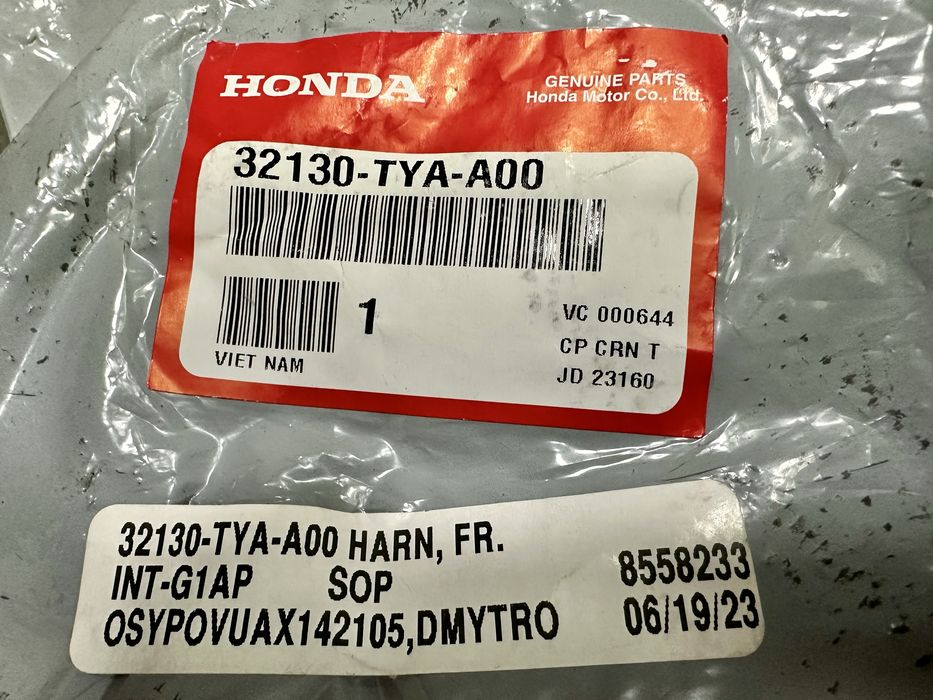 HONDA
GENUINE PARTS
Honda Motor Co., Ltd.
32130-TYA-A00
1
VIET NAM
VC 000644
CP CRN T
JD 23160
32130-TYA-A00 HARN, FR.
INT-G1AP SOP 8558233
OSYPOVUAX142105,DMYTRO 06/19/23